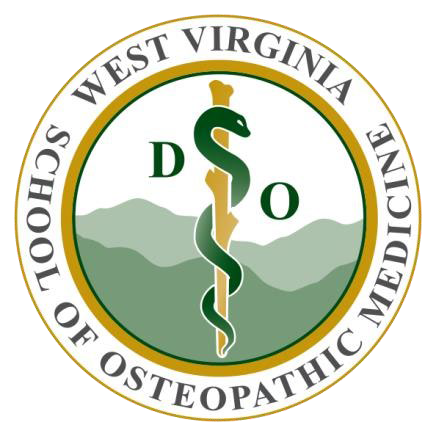 WEST VIRGINIA
SCHOOL OF OSTEOPATHIC MEDICINE
D O